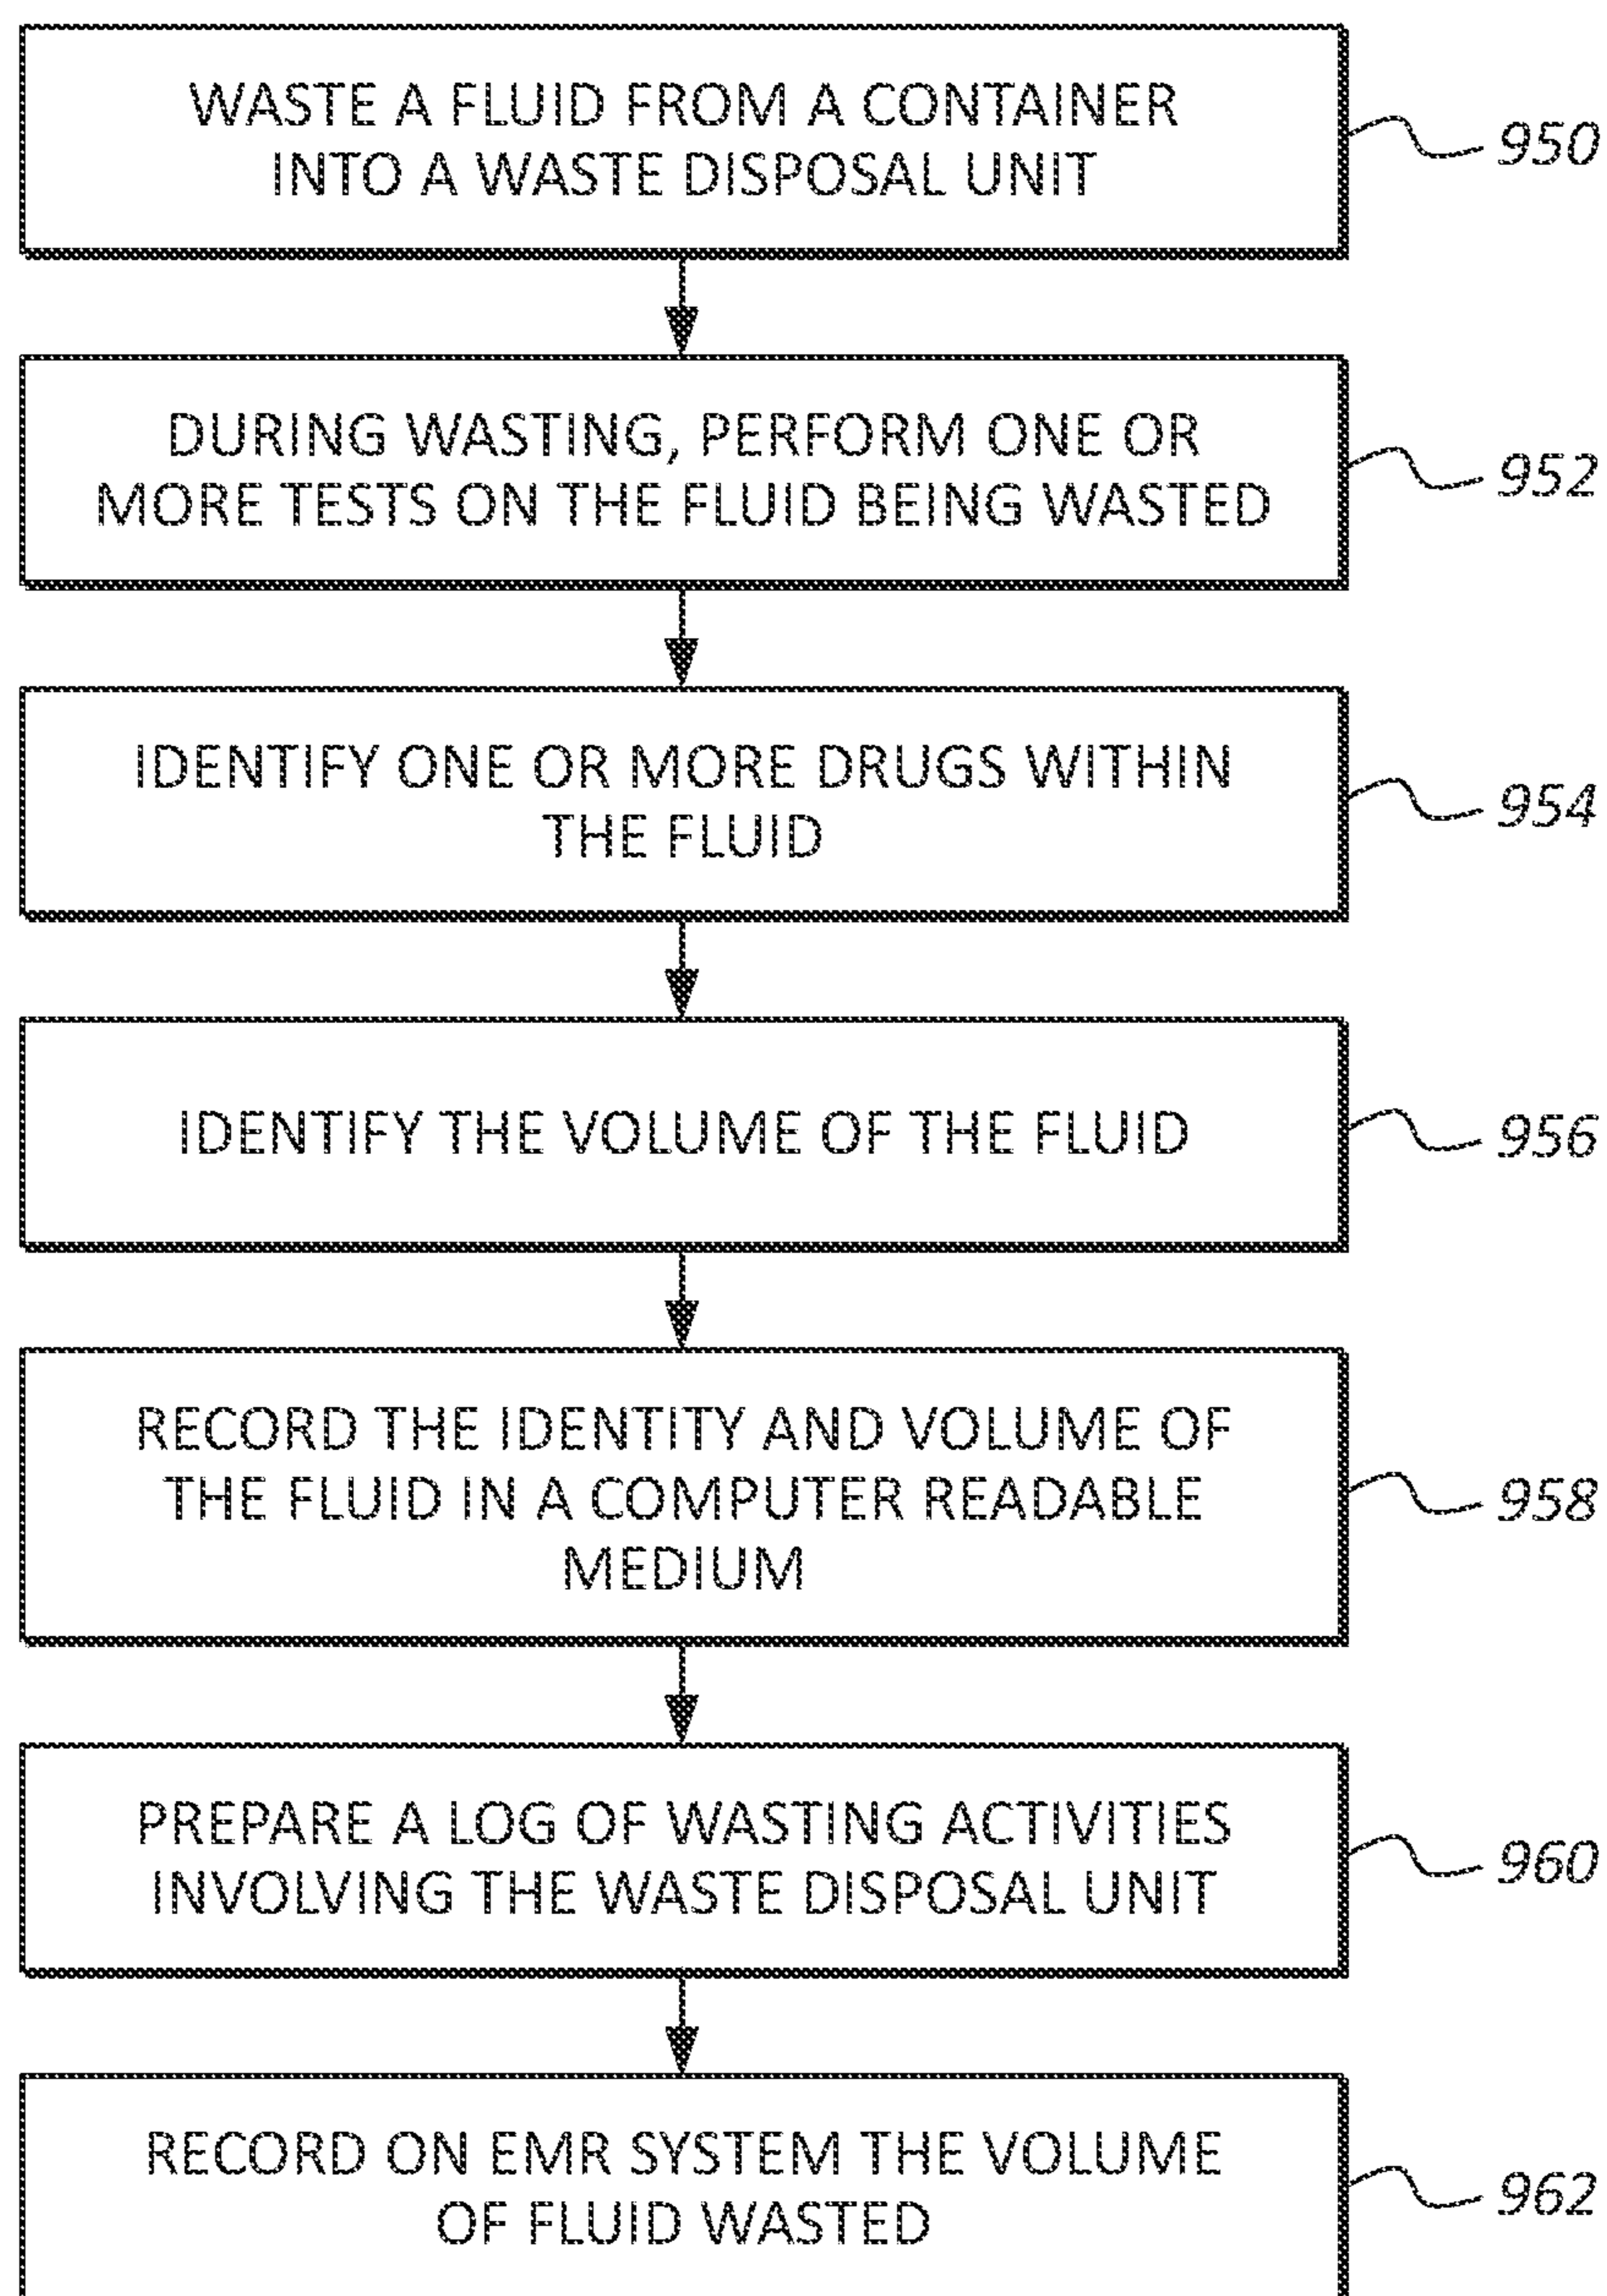 WASTE A FLUID FROM A CONTAINER
INTO A WASTE DISPOSAL UNIT
950
DURING WASTING, PERFORM ONE OR
MORE TESTS ON THE FLUID BEING WASTED
952
IDENTIFY ONE OR MORE DRUGS WITHIN
THE FLUID
954
IDENTIFY THE VOLUME OF THE FLUID
956
RECORD THE IDENTITY AND VOLUME OF
THE FLUID IN A COMPUTER READABLE
MEDIUM
958
PREPARE A LOG OF WASTING ACTIVITIES
INVOLVING THE WASTE DISPOSAL UNIT
960
RECORD ON EMR SYSTEM THE VOLUME
OF FLUID WASTED
962